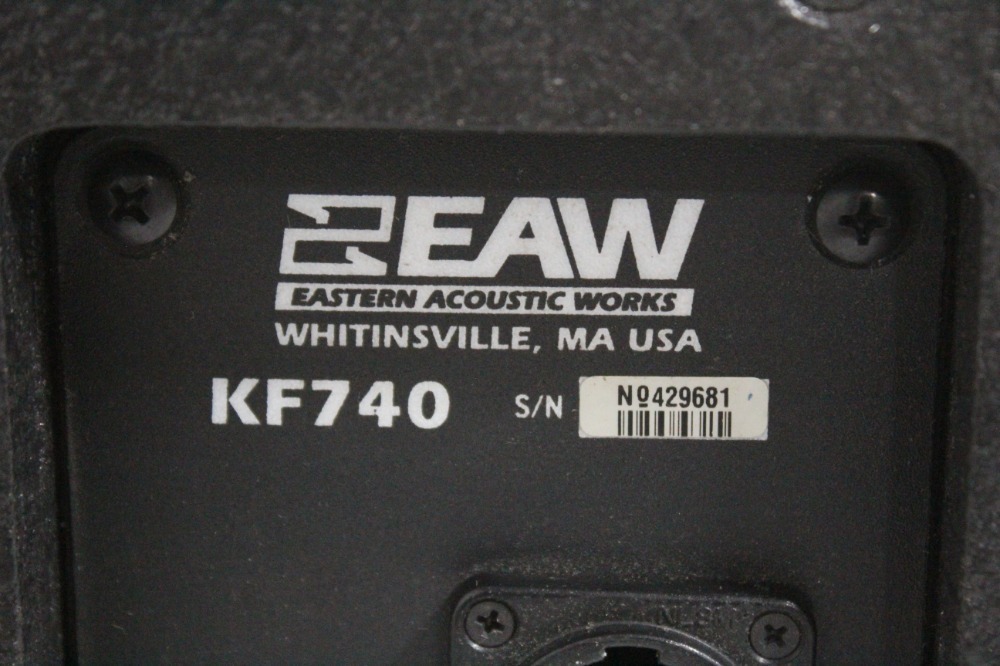 EAW
EASTERN ACOUSTIC WORKS
WHITINSVILLE, MA USA
KF740 S/N Nº429681